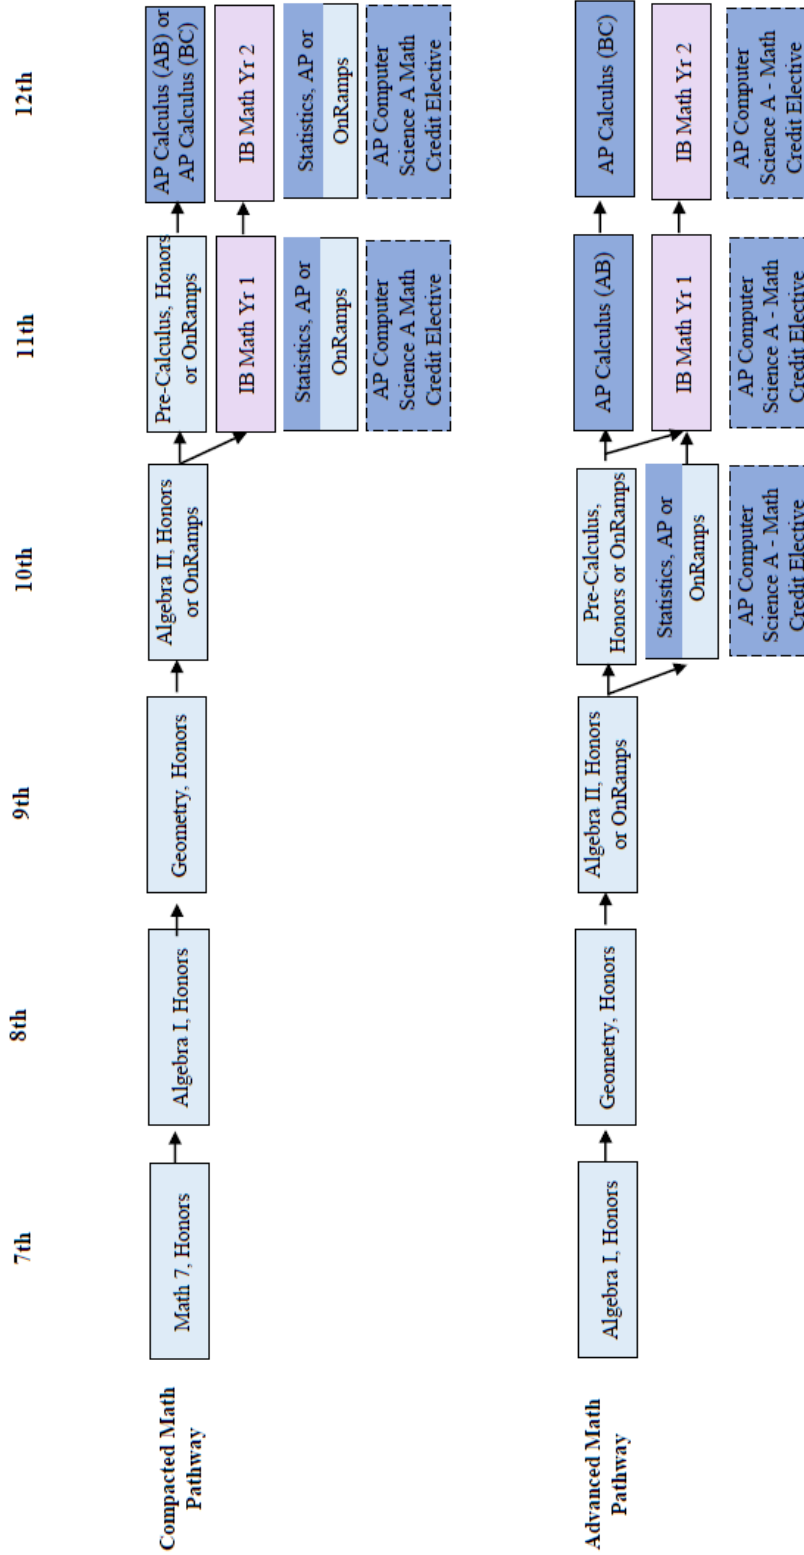 7th
8th
9th
10th
11th
12th
Compacted Math
Pathway
Math 7, Honors
Algebra I, Honors
Geometry, Honors
Algebra II, Honors
or OnRamps
Pre-Calculus, Honors
or OnRamps
AP Calculus (AB) or
AP Calculus (BC)
IB Math Yr 1
IB Math Yr 2
Statistics, AP or
OnRamps
Statistics, AP or
OnRamps
AP Computer
Science A Math
Credit Elective
AP Computer
Science A Math
Credit Elective
Advanced Math
Pathway
Algebra I, Honors
Geometry, Honors
Algebra II, Honors
or OnRamps
Pre-Calculus,
Honors or OnRamps
AP Calculus (AB)
AP Calculus (BC)
Statistics, AP or
OnRamps
IB Math Yr 1
IB Math Yr 2
AP Computer
Science A - Math
Credit Elective
AP Computer
Science A - Math
Credit Elective
AP Computer
Science A - Math
Credit Elective